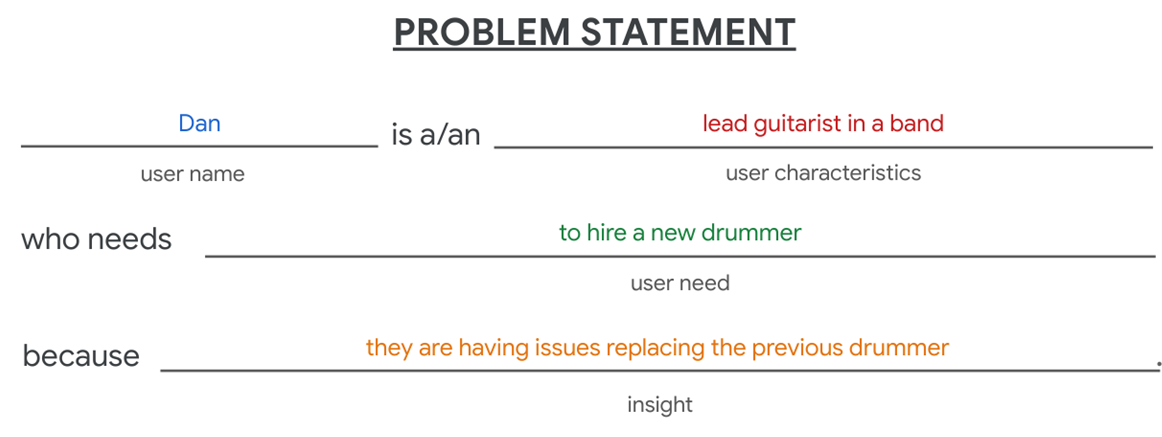 PROBLEM STATEMENT
Dan is a/an lead guitarist in a band
user name user characteristics
who needs to hire a new drummer
user need
because they are having issues replacing the previous drummer.
insight